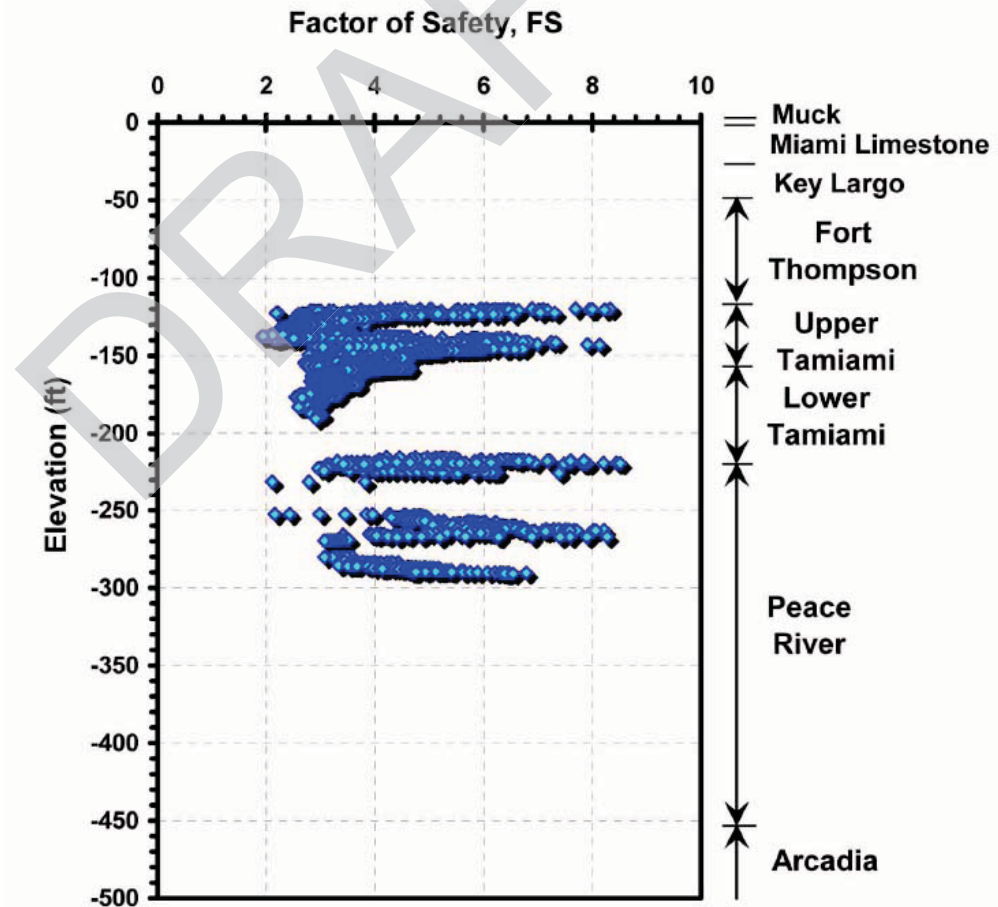 Factor of Safety, FS
0 2 4 6 8 10
0
-50
-100
-150
-200
-250
-300
-350
-400
-450
-500
Elevation (ft)
Muck
Miami Limestone
Key Largo
Fort
Thompson
Upper
Tamiami
Lower
Tamiami
Peace
River
Arcadia
DRAF